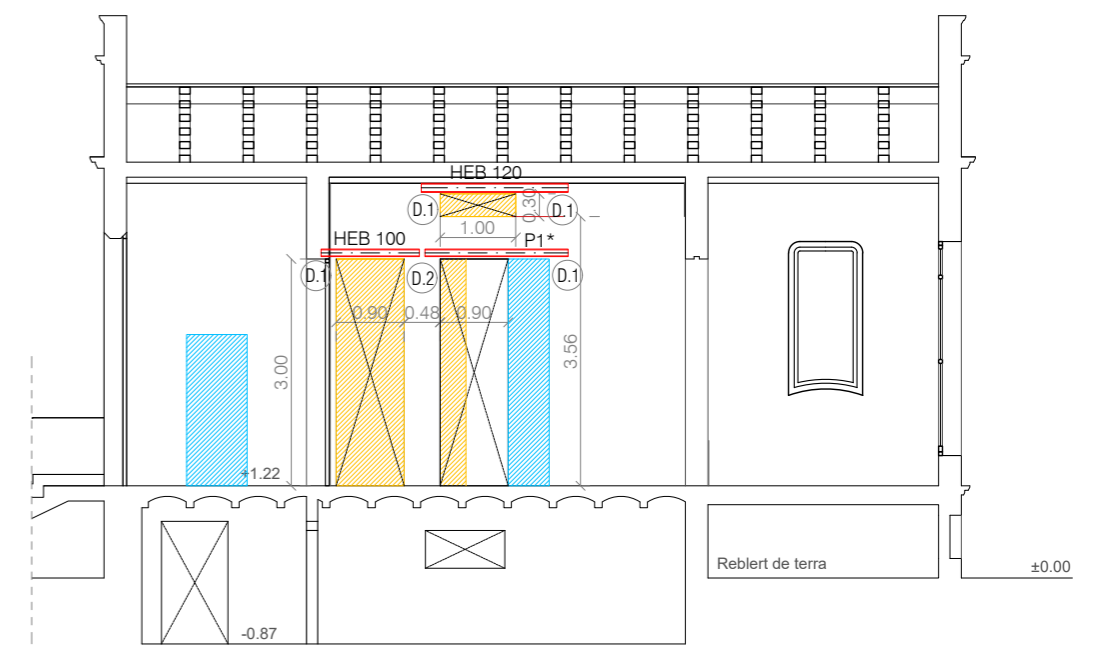 HEB 120
D.1
0.30
D.1
1.00
HEB 100
P1*
D.1
D.2
D.1
0.90
0.48
0.90
3.00
3.56
+1.22
Reblert de terra
±0.00
-0.87